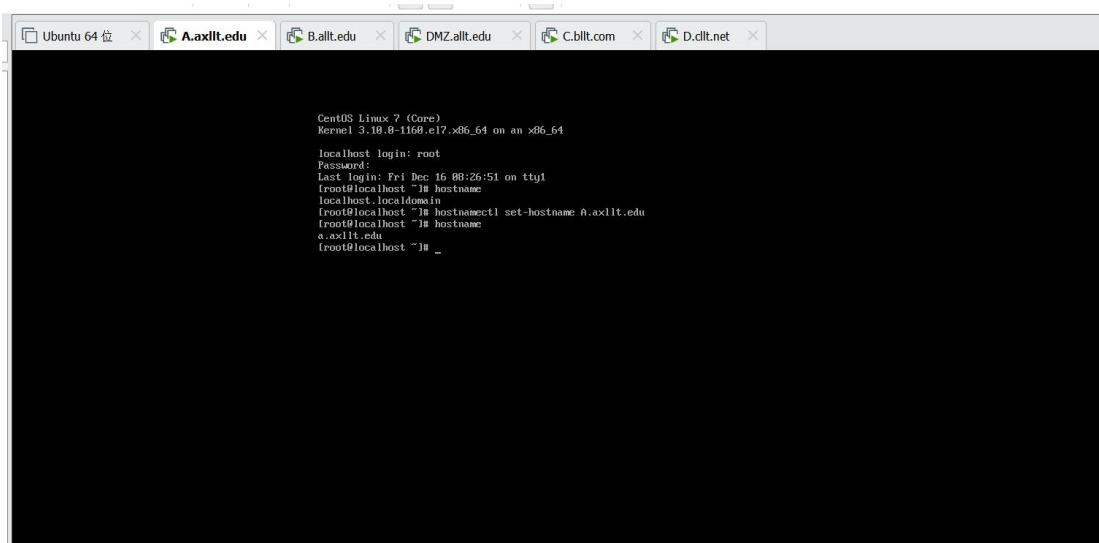 Ubuntu 64 位 A.axllt.edu B.allt.edu DMZ.allt.edu C.bllt.com D.cllt.net
CentOS Linux 7 (Core)
Kernel 3.10.0-1160.el7.x86_64 on an x86_64
localhost login: root
Password:
Last login: Fri Dec 16 08:26:51 on tty1
[root@localhost ~]# hostname
localhost.localdomain
[root@localhost ~]# hostnamectl set-hostname A.axllt.edu
[root@localhost ~]# hostname
a.axllt.edu
[root@localhost ~]# _